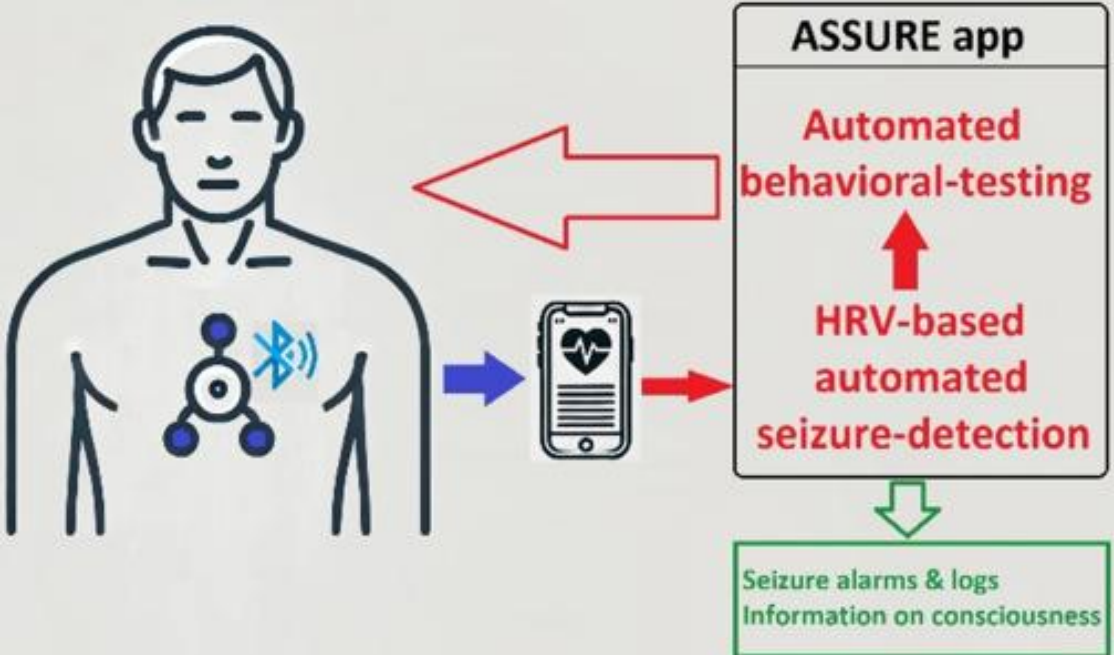 ASSURE app
Automated
behavioral-testing
HRV-based
automated
seizure-detection
Seizure alarms & logs
Information on consciousness